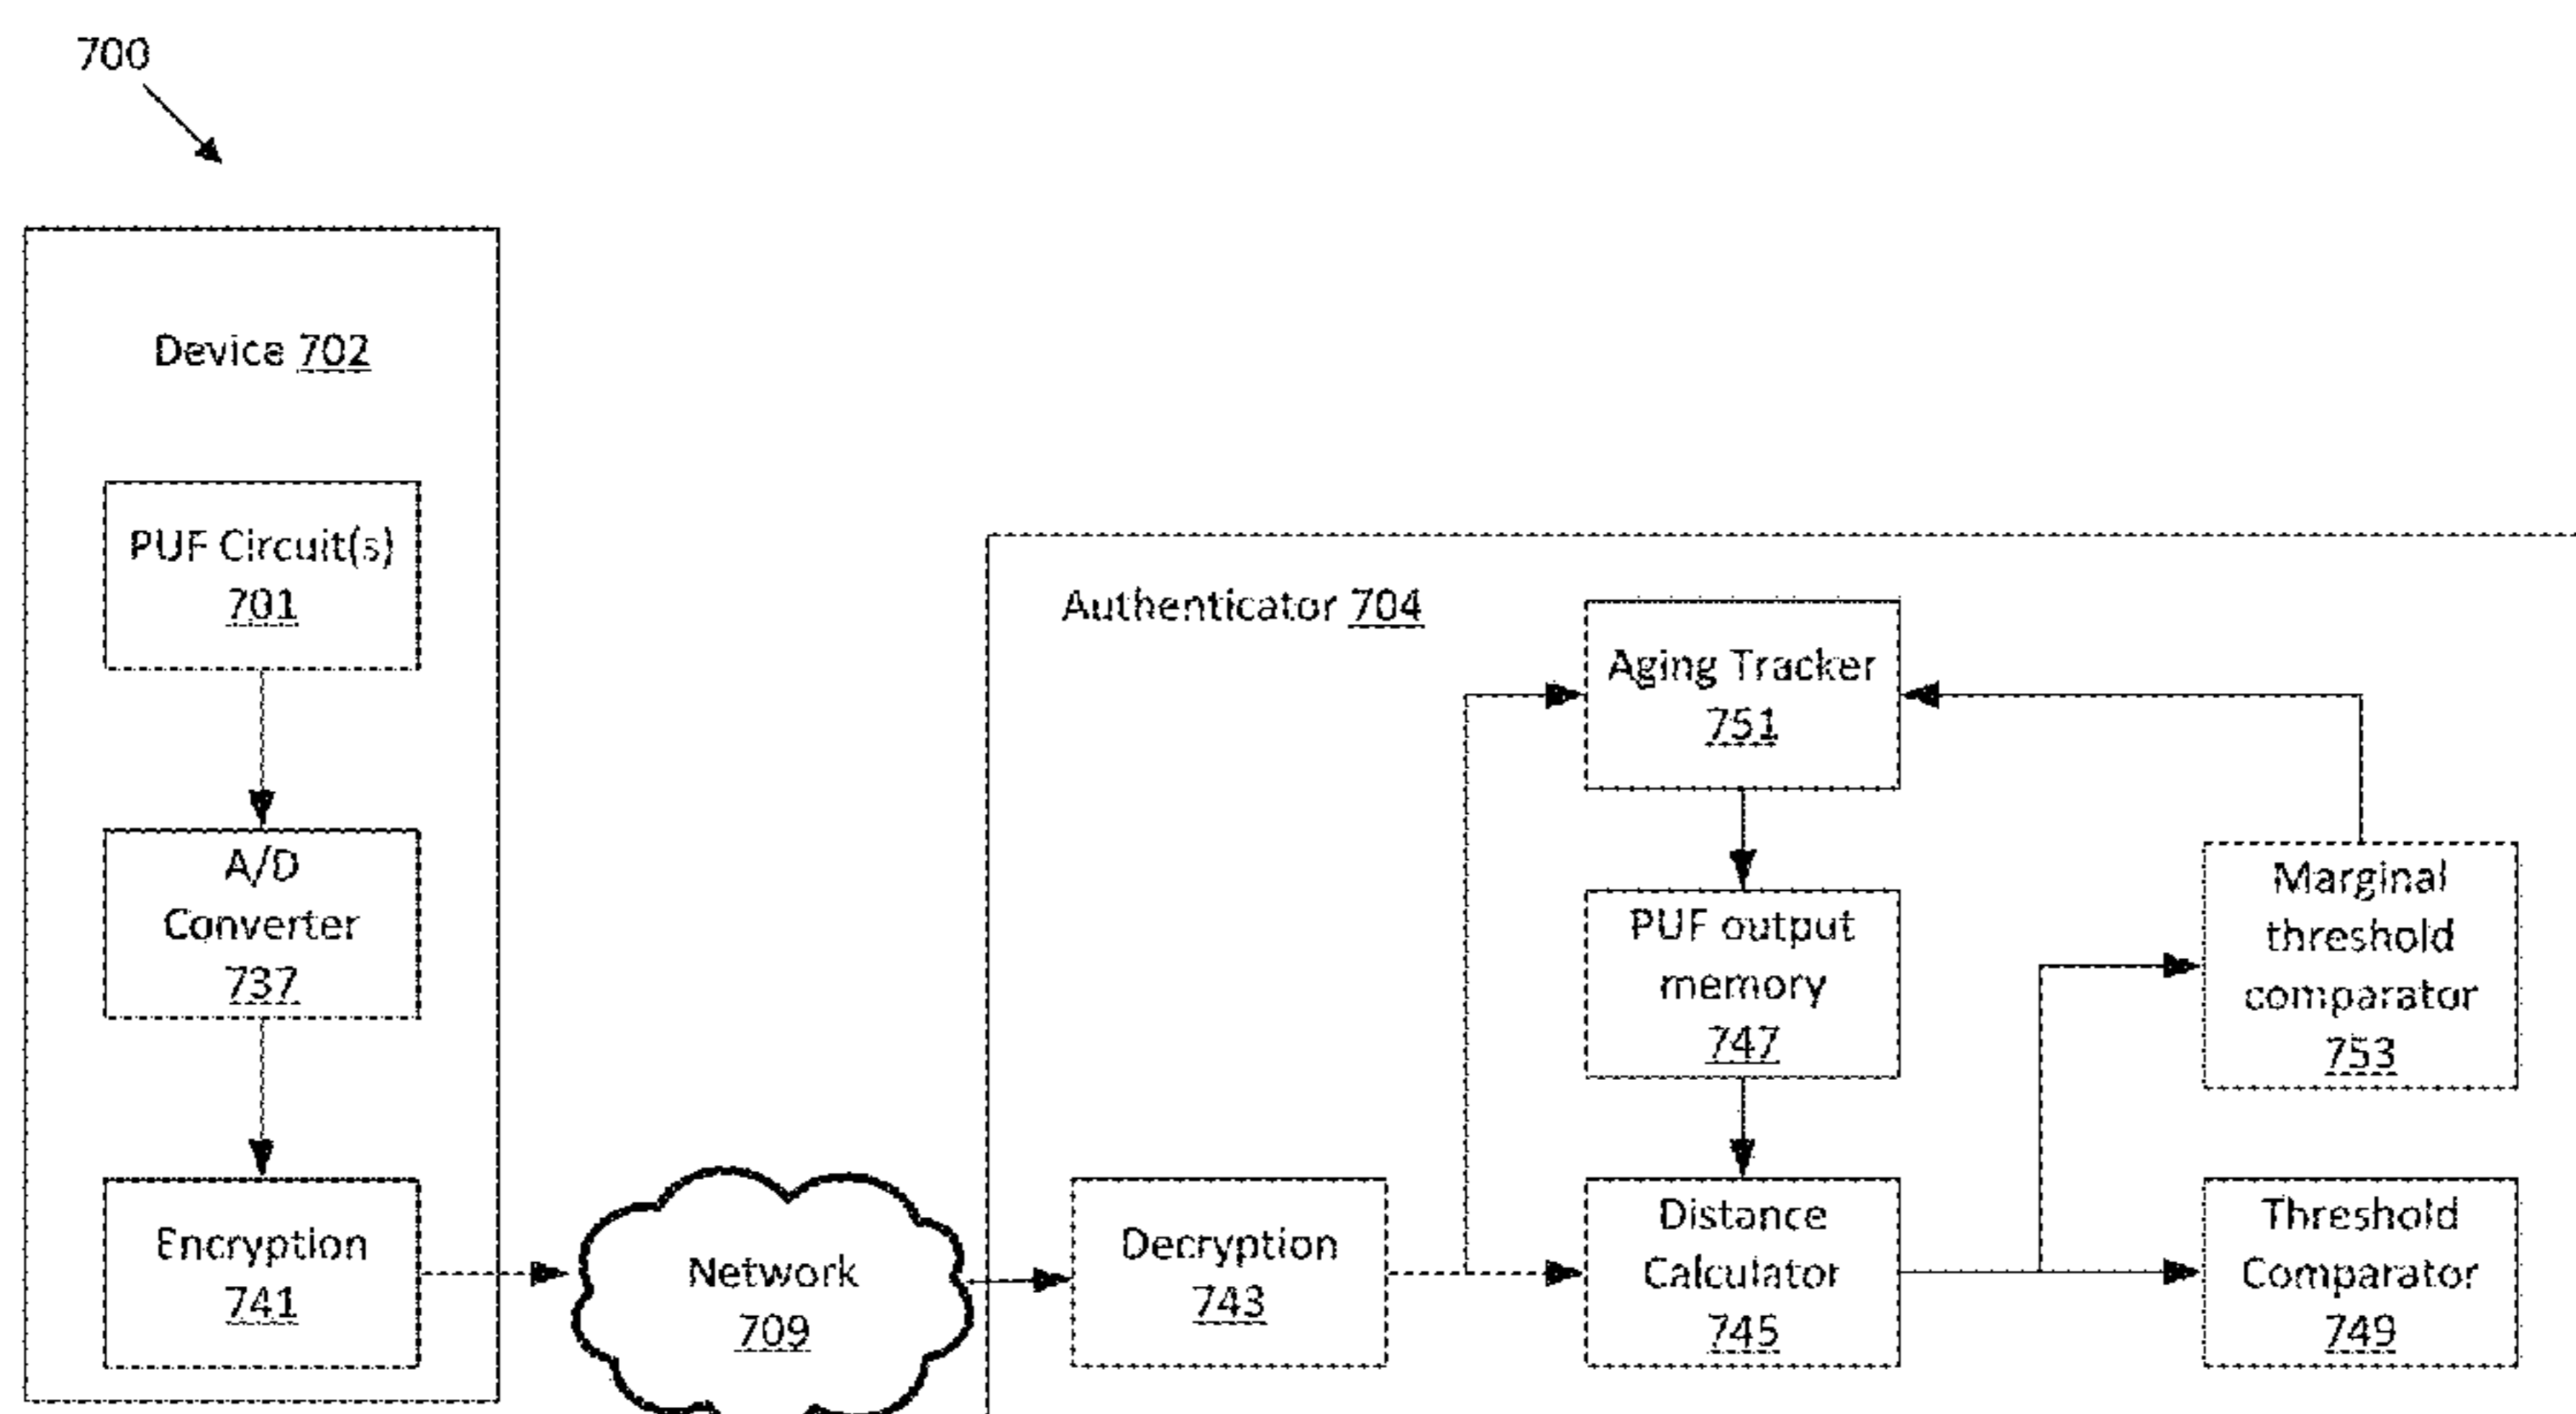 700
Device 702
PUF Circuit(s)
701
A/D
Converter
737
Encryption
741
Network
709
Authenticator 704
Decryption
743
Aging Tracker
751
PUF output
memory
747
Distance
Calculator
745
Marginal
threshold
comparator
753
Threshold
Comparator
749